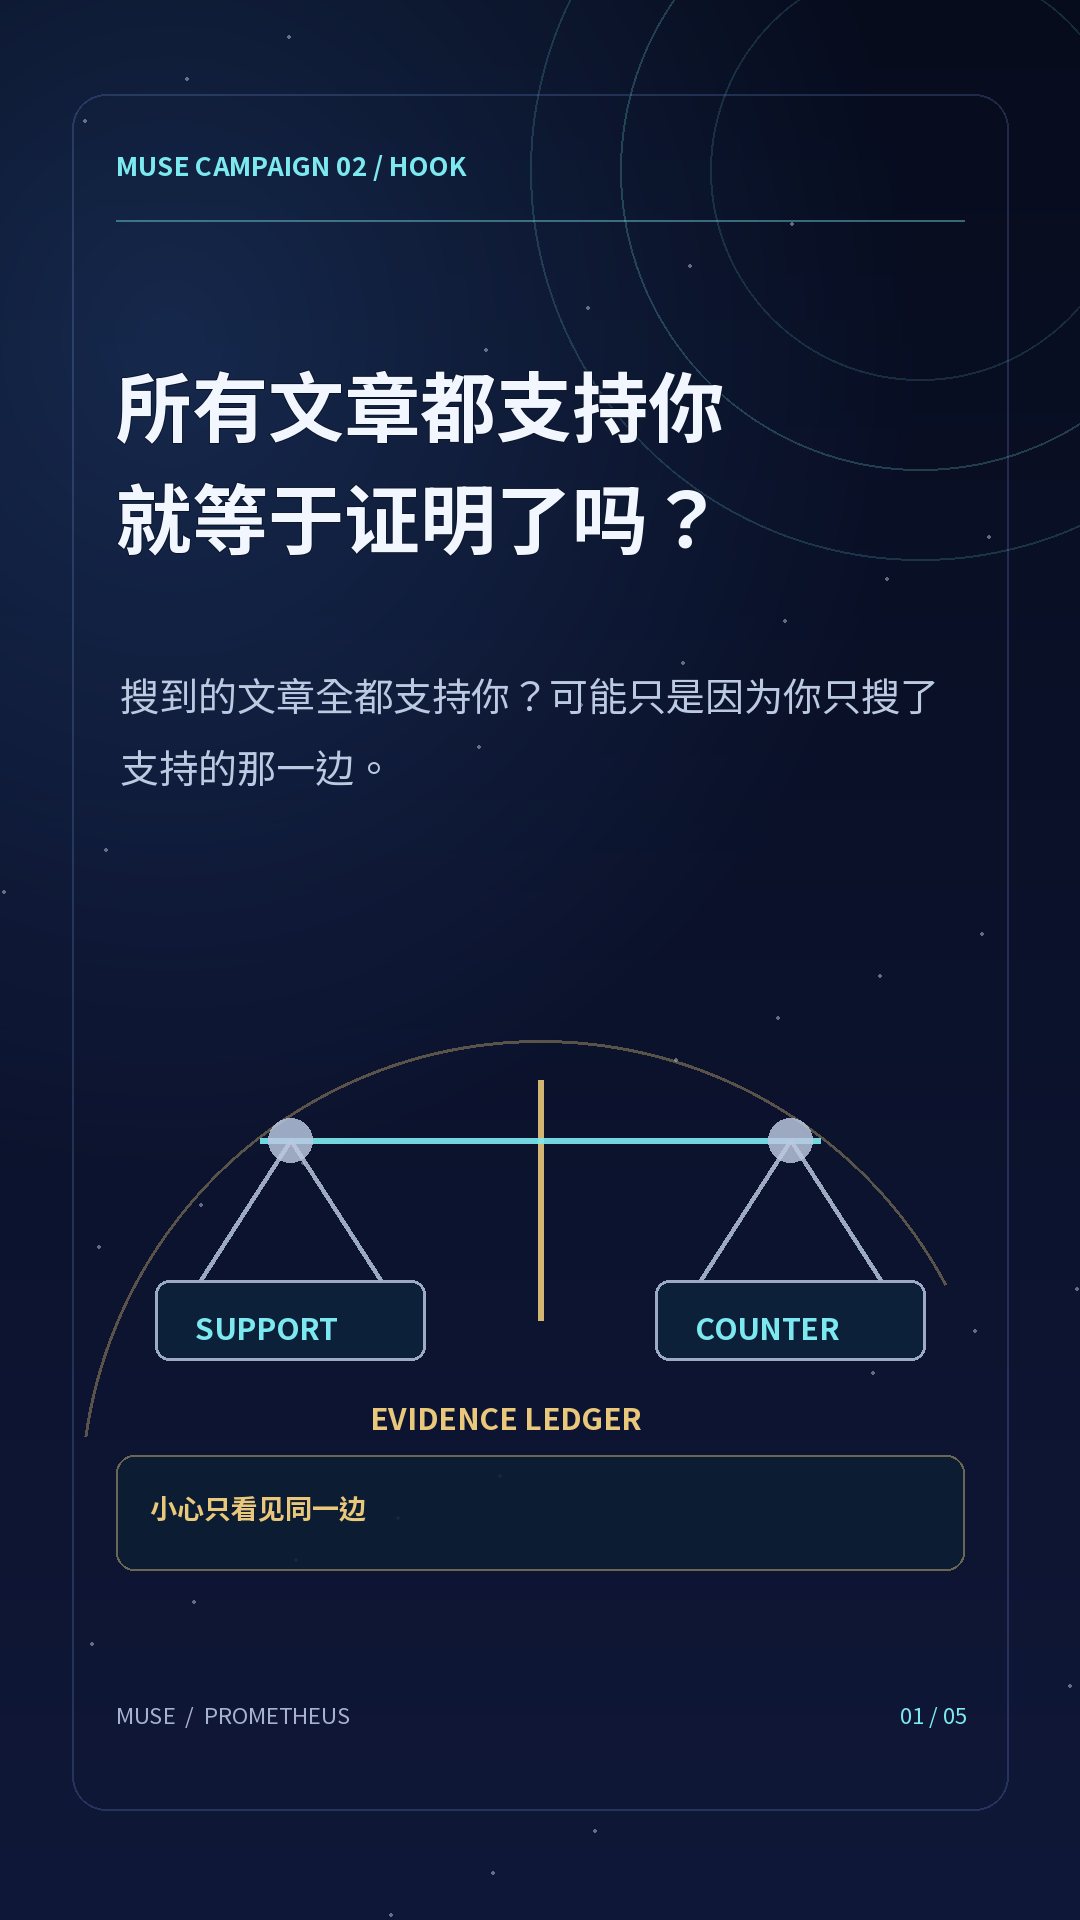 MUSE CAMPAIGN 02 / HOOK
所有文章都支持你
就等于证明了吗？
搜到的文章全都支持你？可能只是因为你只搜了
支持的那一边。
SUPPORT
COUNTER
EVIDENCE LEDGER
小心只看见同一边
MUSE / PROMETHEUS
01 / 05